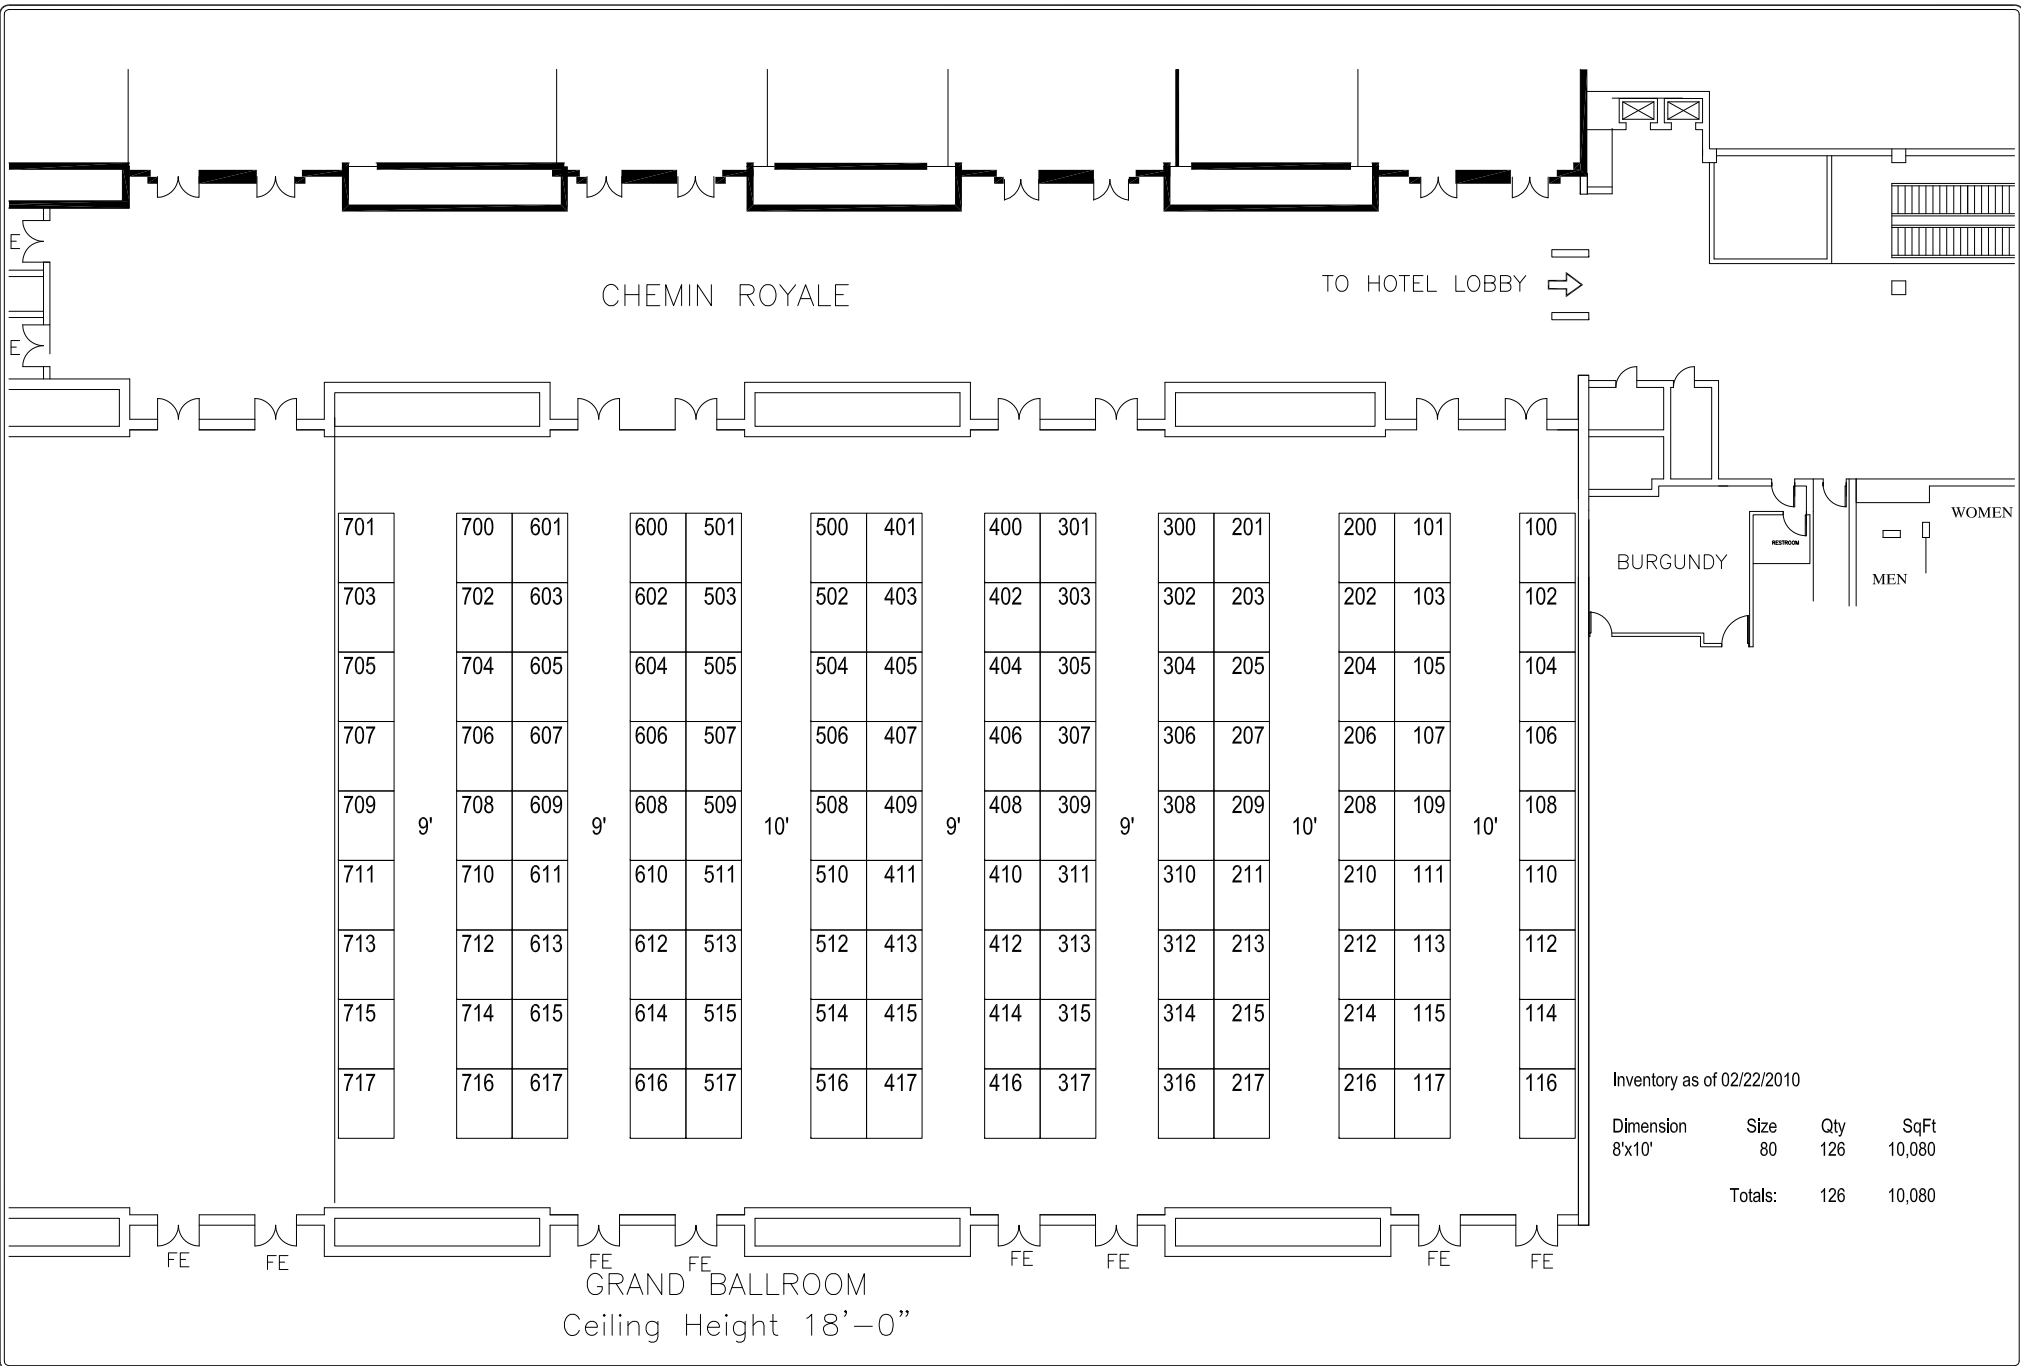 E
CHEMIN ROYALE
TO HOTEL LOBBY
E
701 700 601 600 501 500 401 400 301 300 201 200 101 100
WOMEN
RESTROOM
BURGUNDY
MEN
703 702 603 602 503 502 403 402 303 302 203 202 103 102
705 704 605 604 505 504 405 404 305 304 205 204 105 104
707 706 607 606 507 506 407 406 307 306 207 206 107 106
709 708 609 608 509 508 409 408 309 308 209 208 109 108
9' 9' 10' 9' 9' 10' 10'
711 710 611 610 511 510 411 410 311 310 211 210 111 110
713 712 613 612 513 512 413 412 313 312 213 212 113 112
715 714 615 614 515 514 415 414 315 314 215 214 115 114
717 716 617 616 517 516 417 416 317 316 217 216 117 116
Inventory as of 02/22/2010
Dimension Size Qty SqFt
8'x10' 80 126 10,080
Totals: 126 10,080
FE FE FE FE FE FE FE FE
GRAND BALLROOM
Ceiling Height 18'-0"